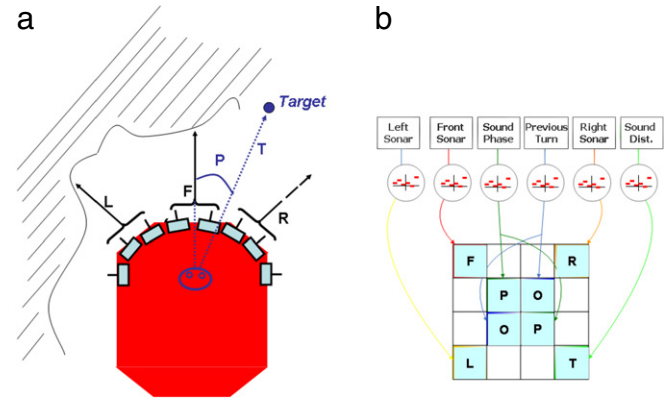 a
b
Target
P
T
F
L
R
Left Sonar
Front Sonar
Sound Phase
Previous Turn
Right Sonar
Sound Dist.
F
R
P
O
O
P
L
T